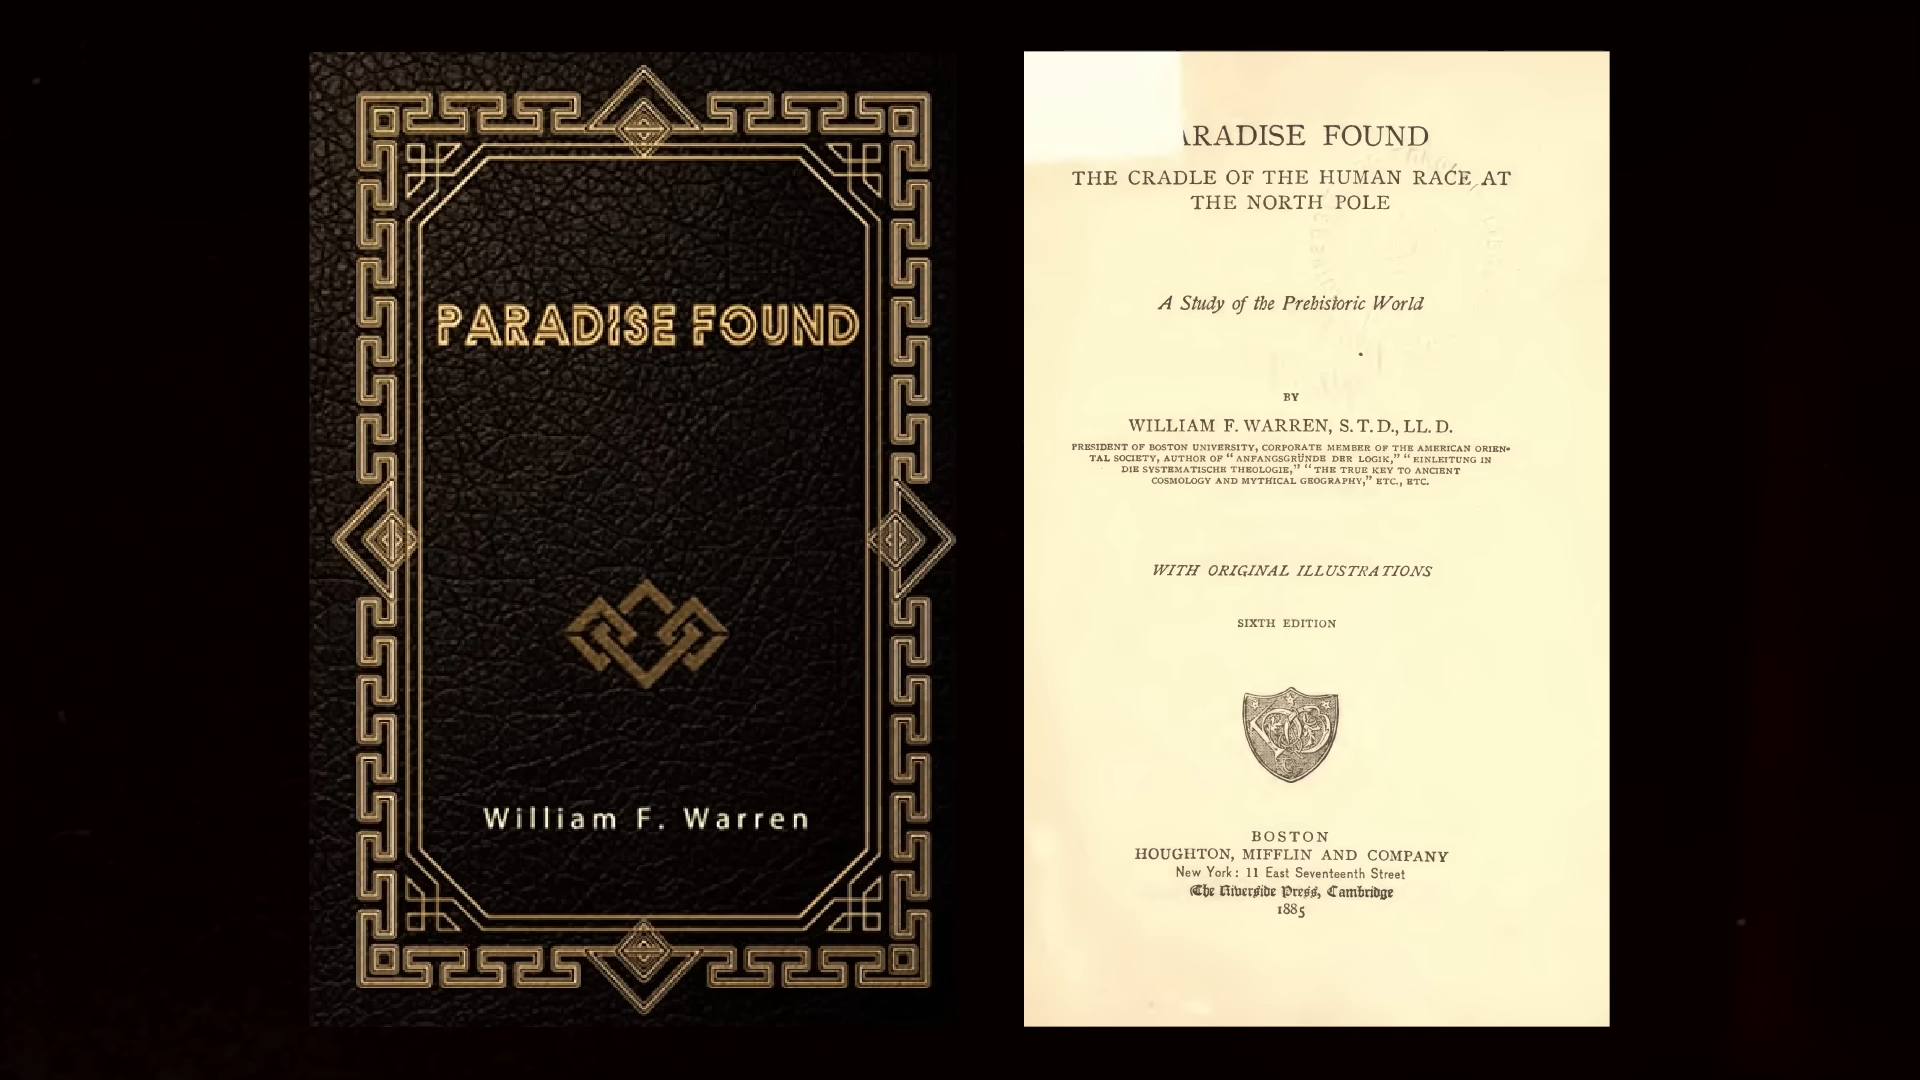 PARADISE FOUND
William F. Warren
ARADISE FOUND
THE CRADLE OF THE HUMAN RACE AT
THE NORTH POLE
A Study of the Prehistoric World
BY
WILLIAM F. WARREN, S. T. D., LL. D.
PRESIDENT OF BOSTON UNIVERSITY, CORPORATE MEMBER OF THE AMERICAN ORIEN-
TAL SOCIETY, AUTHOR OF "ANFANGSGRÜNDE DER LOGIK," "EINLEITUNG IN
DIE SYSTEMATISCHE THEOLOGIE," "THE TRUE KEY TO ANCIENT
COSMOLOGY AND MYTHICAL GEOGRAPHY," ETC., ETC.
WITH ORIGINAL ILLUSTRATIONS
SIXTH EDITION
BOSTON
HOUGHTON, MIFFLIN AND COMPANY
New York: 11 East Seventeenth Street
The Riverside Press, Cambridge
1885